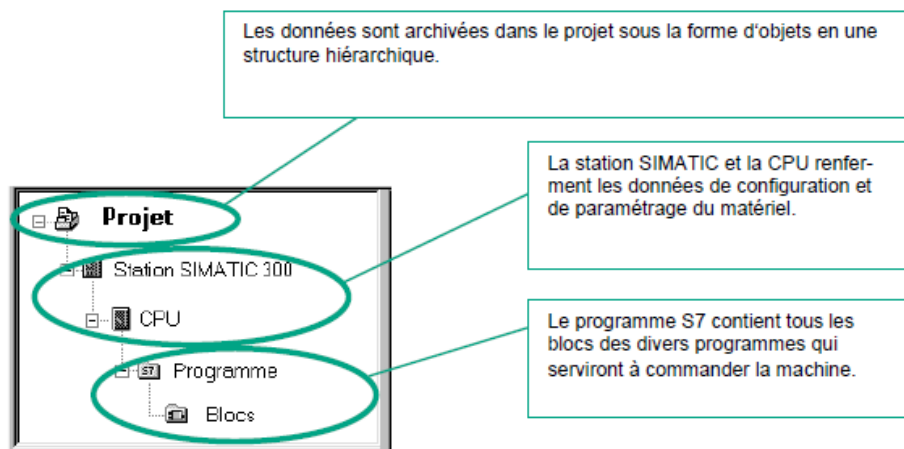 Les données sont archivées dans le projet sous la forme d'objets en une
structure hiérarchique.
La station SIMATIC et la CPU renfer-
ment les données de configuration et
de paramétrage du matériel.
Projet
Station SIMATIC 300
CPU
S7 Programme
Blocs
Le programme S7 contient tous les
blocs des divers programmes qui
serviront à commander la machine.